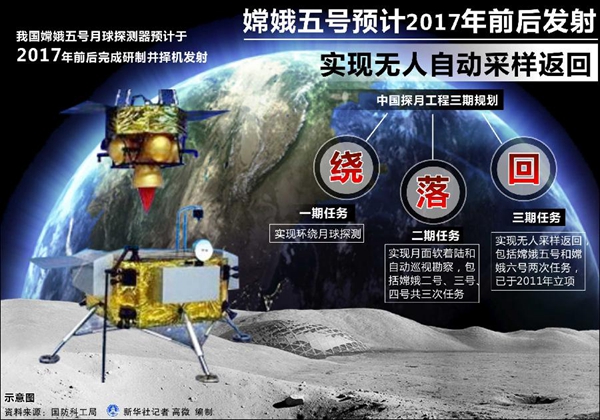 嫦娥五号预计2017年前后发射
实现无人自动采样返回
我国嫦娥五号月球探测器预计于
2017年前后完成研制并择机发射
中国探月工程三期规划
绕
落
回
一期任务
实现环绕月球探测
二期任务
实现月面软着陆和
自动巡视勘察，包
括嫦娥二号、三号、
四号共三次任务
三期任务
实现无人采样返回，
包括嫦娥五号和嫦
娥六号两次任务，
已于2011年立项
示意图
资料来源：国防科工局
新华社记者 高微 编制